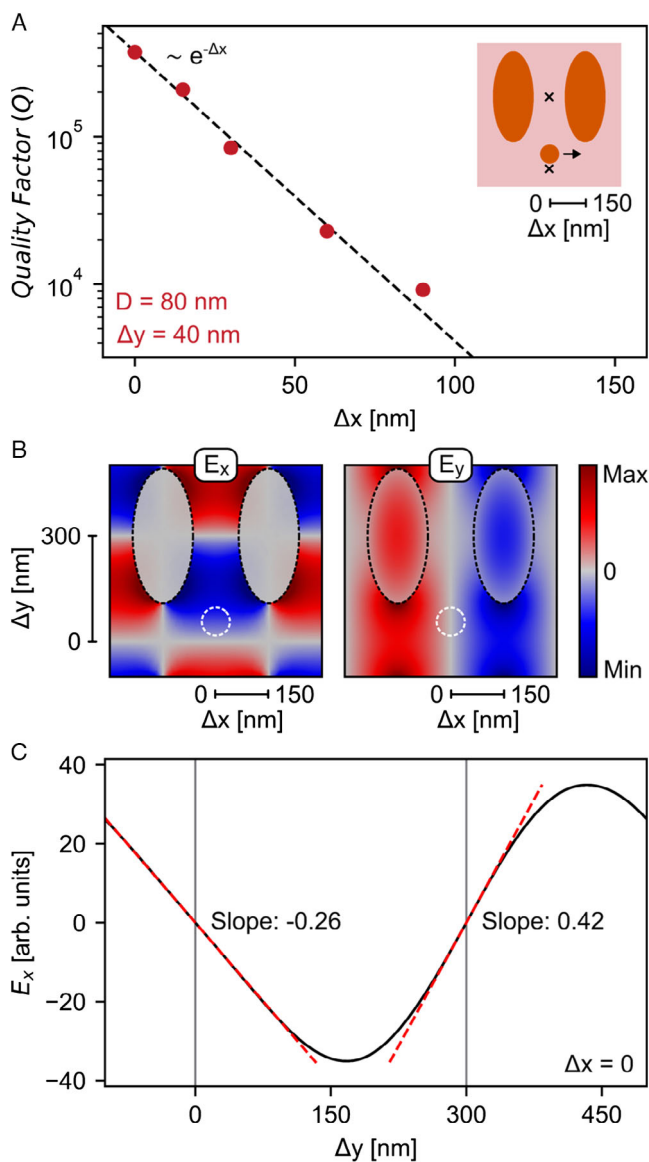 A
~ e^-Δx
Quality Factor (Q)
10^5
10^4
D = 80 nm
Δy = 40 nm
0 150
Δx [nm]
0 50 100 150
Δx [nm]
B
E_x
E_y
Max
0
Min
Δy [nm]
300
0
0 150
Δx [nm]
0 150
Δx [nm]
C
E_x [arb. units]
40
20
0
−20
−40
Slope: -0.26
Slope: 0.42
Δx = 0
0 150 300 450
Δy [nm]